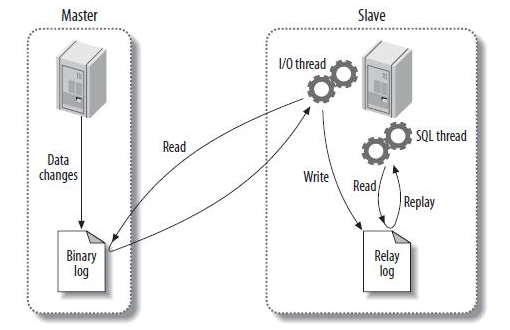 Master
Slave
I/O thread
SQL thread
Data
changes
Read
Write
Read
Replay
Binary
log
Relay
log